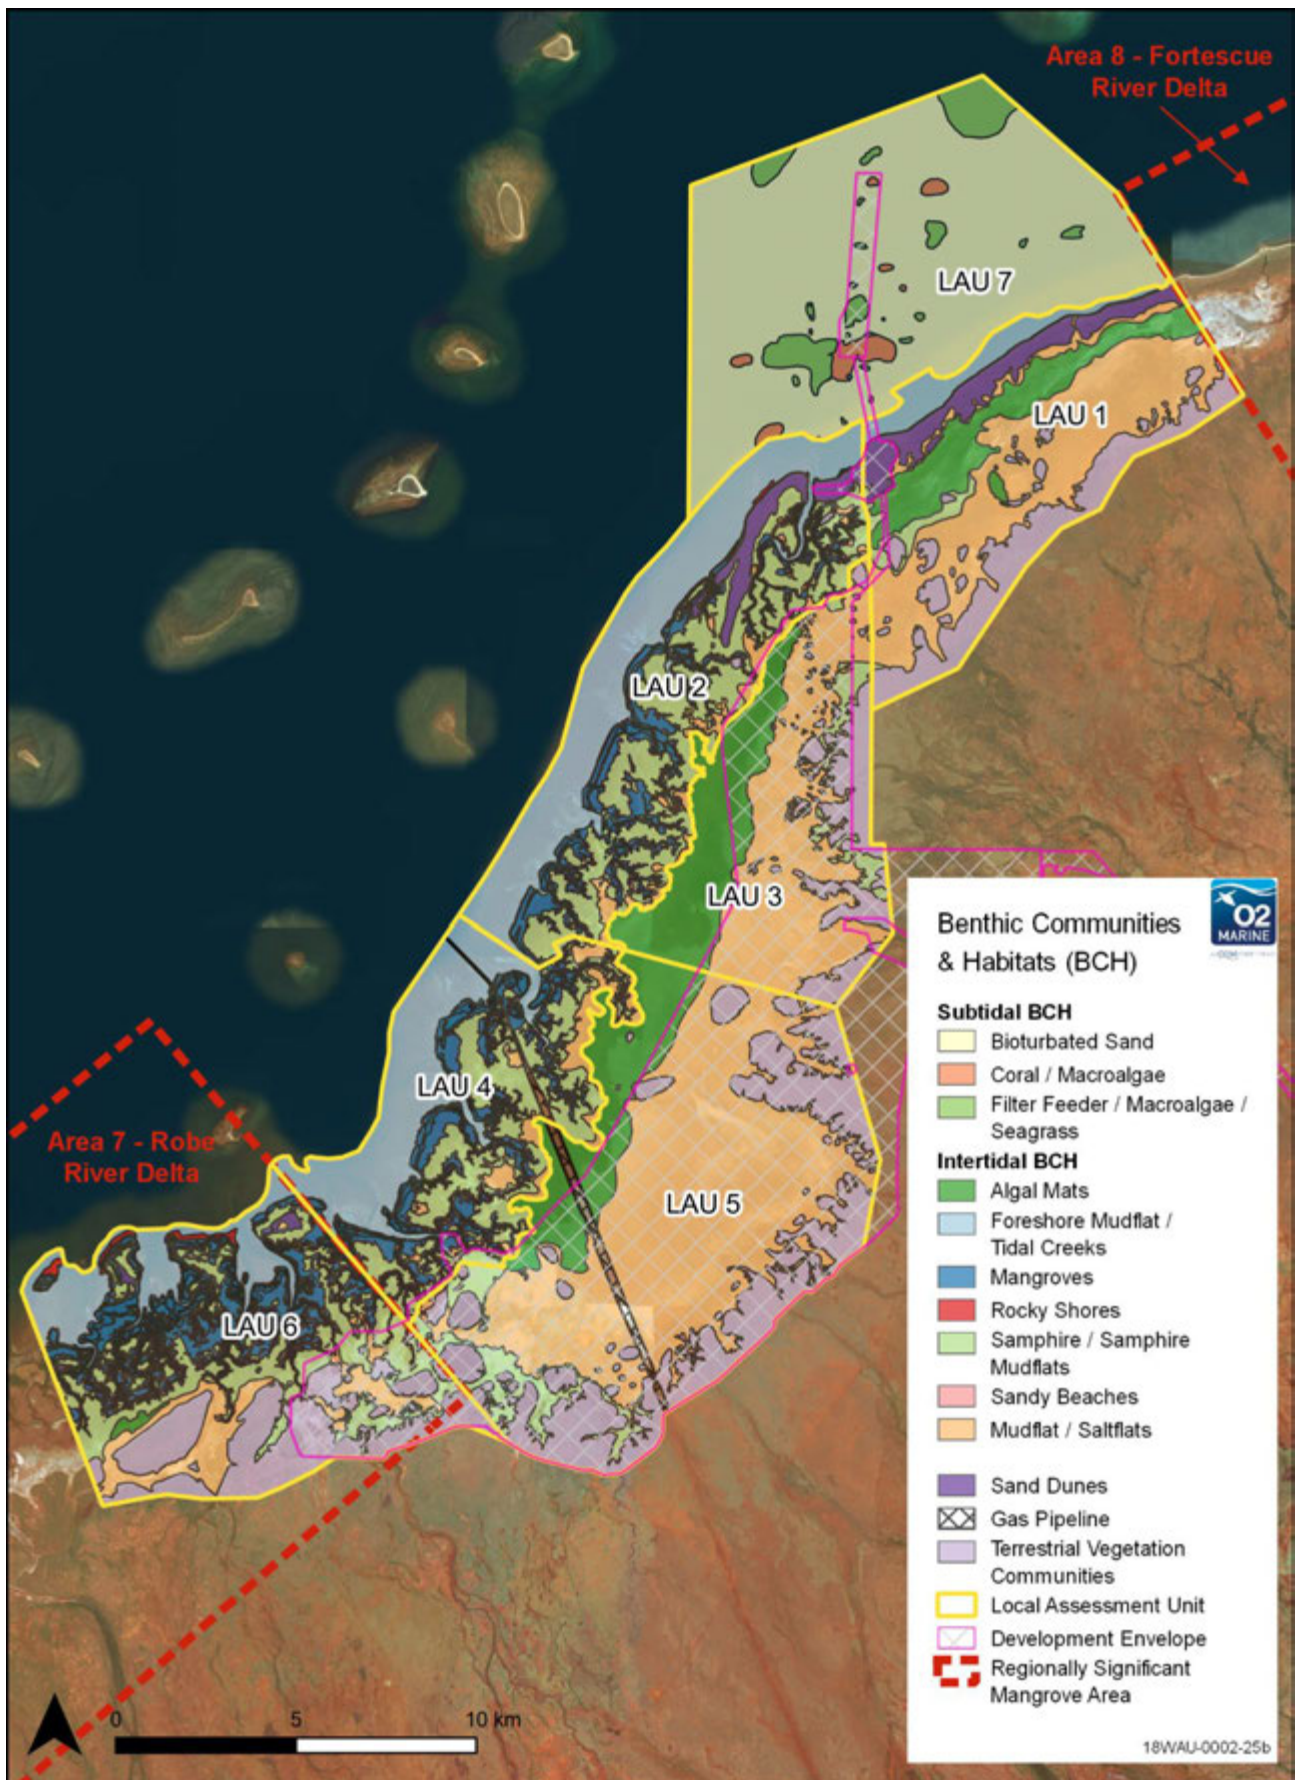 Area 8 - Fortescue
River Delta
LAU 7
LAU 1
LAU 2
LAU 3
LAU 4
Area 7 - Robe
River Delta
LAU 5
LAU 6
0
5
10 km
Benthic Communities
& Habitats (BCH)
O2
MARINE
Subtidal BCH
Bioturbated Sand
Coral / Macroalgae
Filter Feeder / Macroalgae /
Seagrass
Intertidal BCH
Algal Mats
Foreshore Mudflat /
Tidal Creeks
Mangroves
Rocky Shores
Samphire / Samphire
Mudflats
Sandy Beaches
Mudflat / Saltflats
Sand Dunes
Gas Pipeline
Terrestrial Vegetation
Communities
Local Assessment Unit
Development Envelope
Regionally Significant
Mangrove Area
18WAU-0002-25b